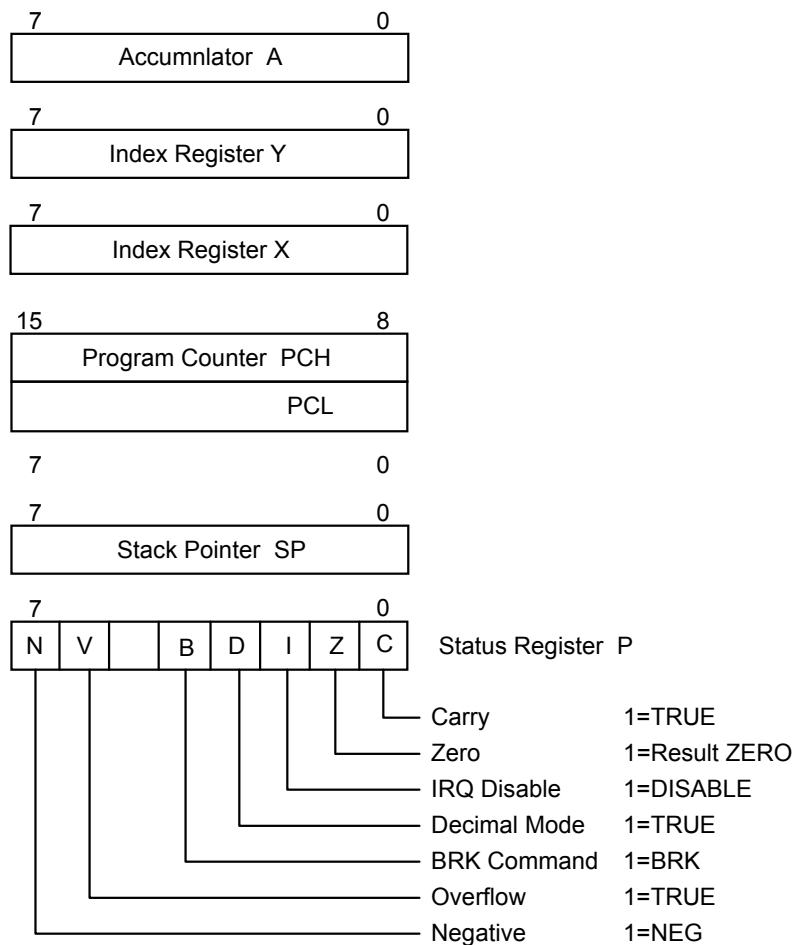 7 0
Accumnlator A
7 0
Index Register Y
7 0
Index Register X
15 8
Program Counter PCH
PCL
7 0
7 0
Stack Pointer SP
7 0
N V B D I Z C Status Register P
Carry 1=TRUE
Zero 1=Result ZERO
IRQ Disable 1=DISABLE
Decimal Mode 1=TRUE
BRK Command 1=BRK
Overflow 1=TRUE
Negative 1=NEG